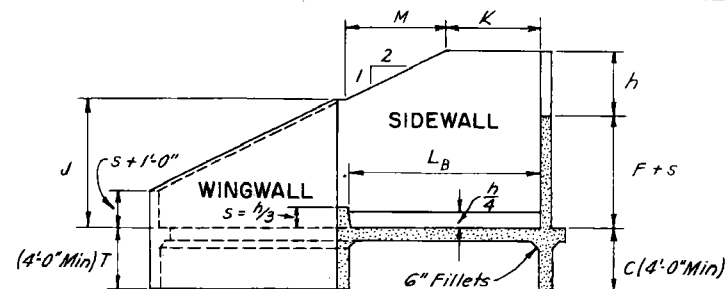 M
K
2
1
h
SIDEWALL
J
s + 1'-0"
L_B
F + s
WINGWALL
s = h/3
h/4
(4'-0" Min) T
6" Fillets
C (4'-0" Min)